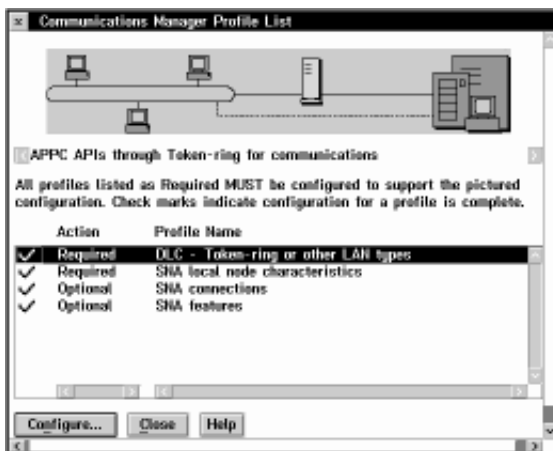 Communications Manager Profile List
APPC APIs through Token-ring for communications
All profiles listed as Required MUST be configured to support the pictured
configuration. Check marks indicate configuration for a profile is complete.
Action Profile Name
Required DLC - Token-ring or other LAN types
Required SNA local node characteristics
Optional SNA connections
Optional SNA features
Configure... Close Help